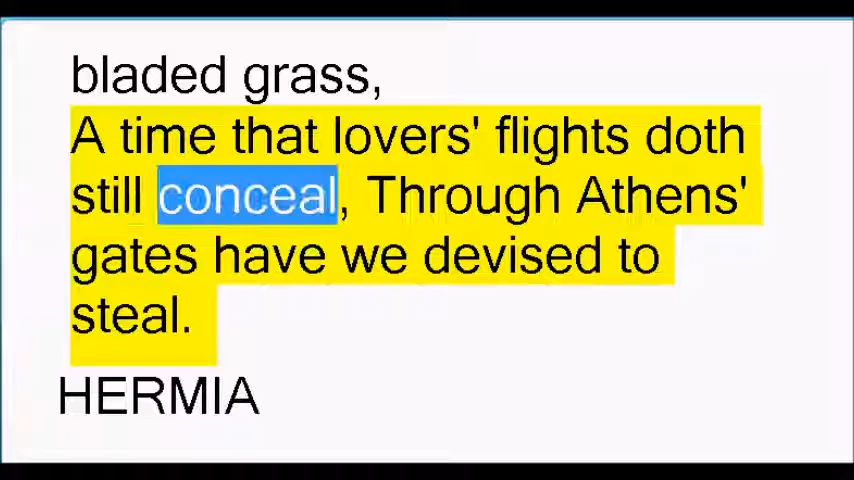 bladed grass,
A time that lovers' flights doth
still conceal, Through Athens'
gates have we devised to
steal.
HERMIA